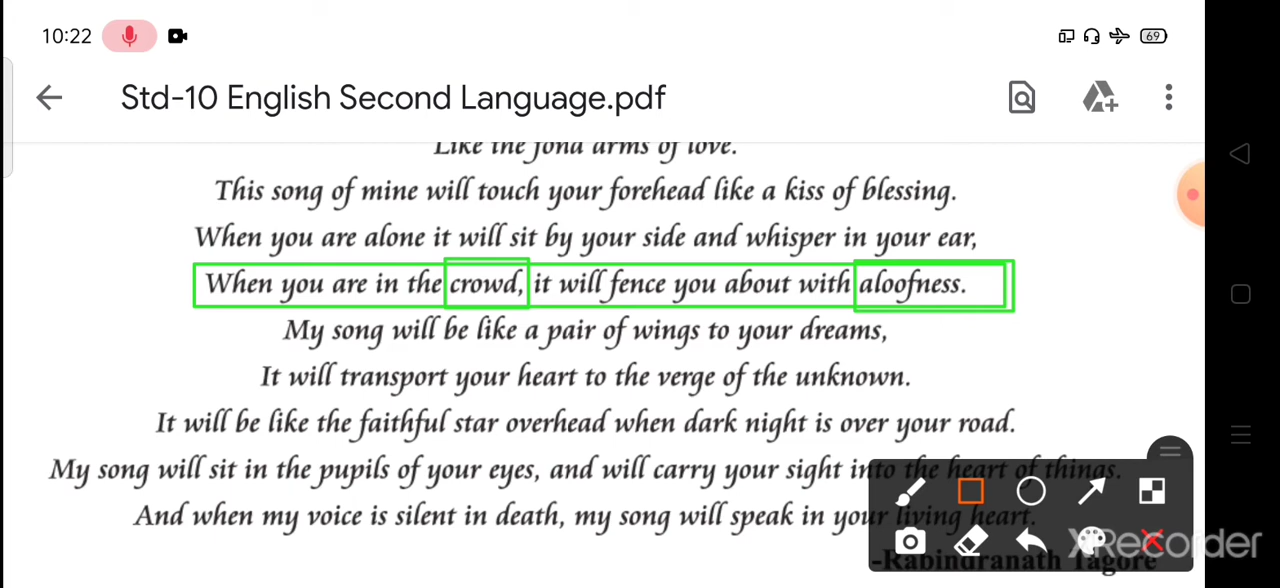 10:22
69
Std-10 English Second Language.pdf
Like the fond arms of love.
This song of mine will touch your forehead like a kiss of blessing.
When you are alone it will sit by your side and whisper in your ear,
When you are in the crowd, it will fence you about with aloofness.
My song will be like a pair of wings to your dreams,
It will transport your heart to the verge of the unknown.
It will be like the faithful star overhead when dark night is over your road.
My song will sit in the pupils of your eyes, and will carry your sight into the heart of things.
And when my voice is silent in death, my song will speak in your living heart.
-Rabindranath Tagore
XRecorder